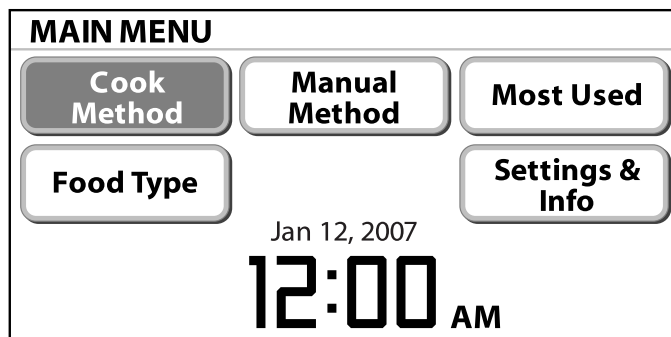 MAIN MENU
Cook
Method
Manual
Method
Most Used
Food Type
Settings &
Info
Jan 12, 2007
12:00 AM